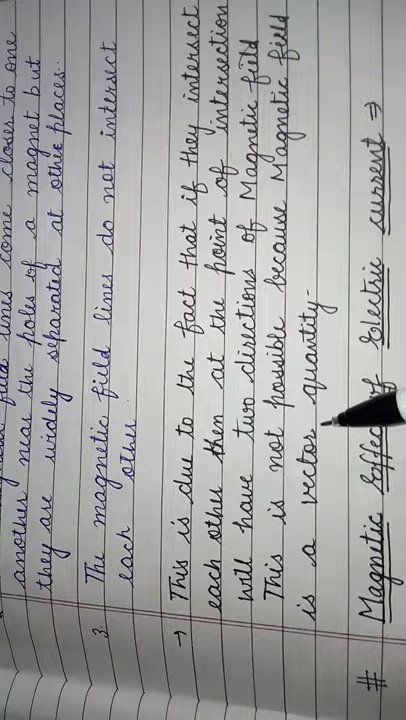 field lines come closes to one
another near the poles of a magnet but
they are widely separated at other places.
3. The magnetic field lines do not intersect
each other.
→ This is due to the fact that if they intersect
each other then at the point of intersection
will have two directions of Magnetic field
This is not possible because Magnetic field
is a vector quantity.
# Magnetic Effect of Electric current ⇒